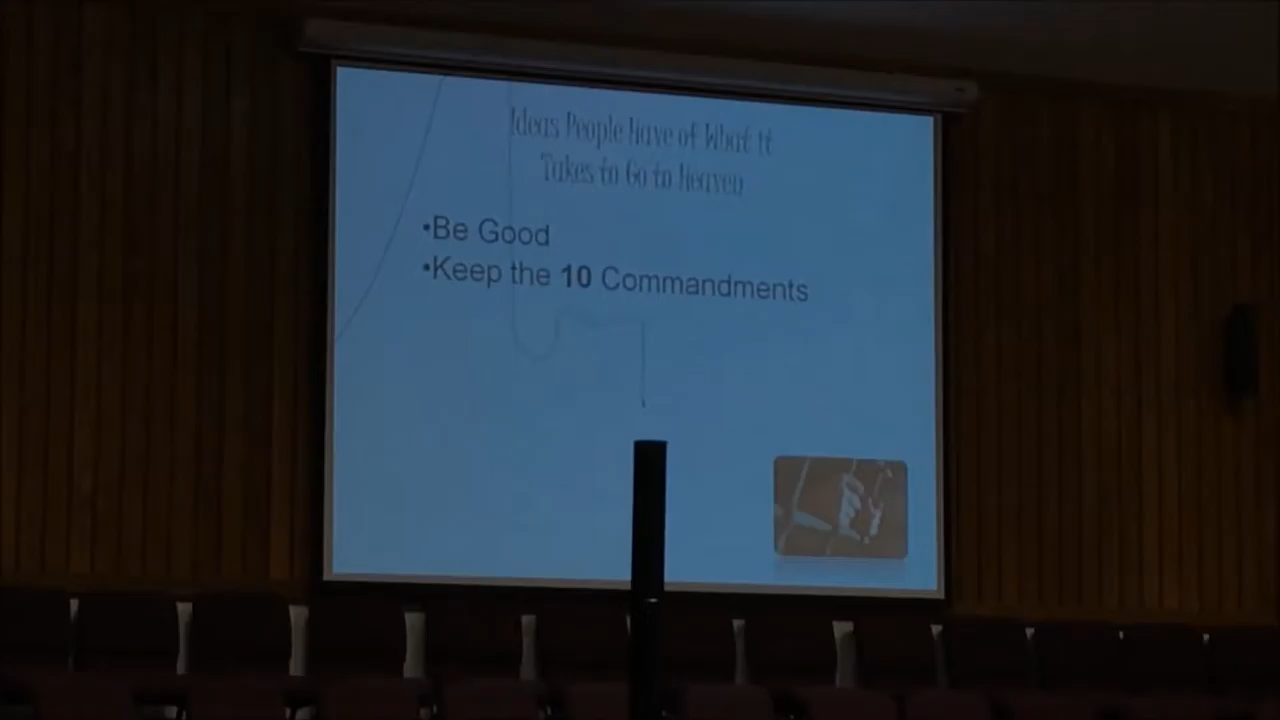 Ideas People Have of What It
Takes to Go to Heaven
•Be Good
•Keep the 10 Commandments